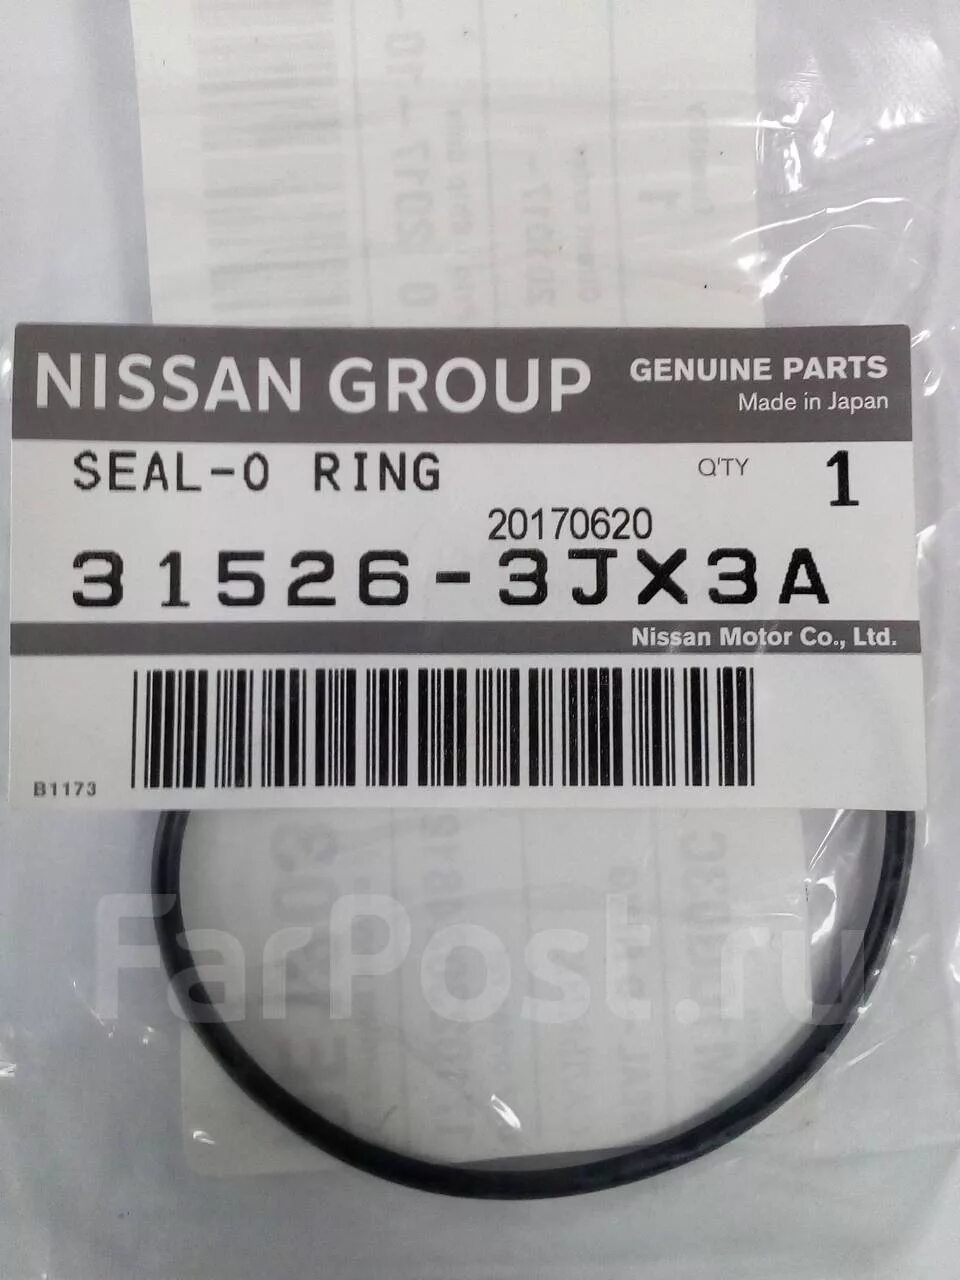 NISSAN GROUP
GENUINE PARTS
Made in Japan
SEAL-O RING
Q'TY 1
20170620
31526-3JX3A
Nissan Motor Co., Ltd.
B1173
FarPost.ru